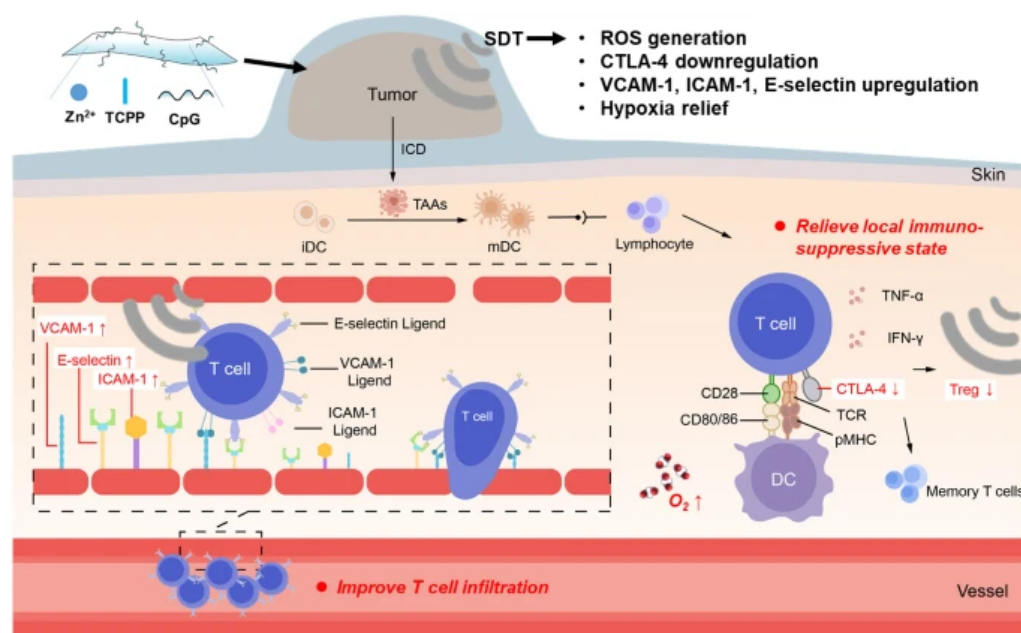 SDT
• ROS generation
• CTLA-4 downregulation
• VCAM-1, ICAM-1, E-selectin upregulation
• Hypoxia relief
Zn²⁺ TCPP CpG
Tumor
ICD
Skin
TAAs
iDC
mDC
Lymphocyte
• Relieve local immuno-
suppressive state
VCAM-1 ↑
E-selectin ↑
ICAM-1 ↑
T cell
E-selectin Ligend
VCAM-1
Ligend
ICAM-1
Ligend
T cell
T cell
TNF-α
IFN-γ
CD28
CTLA-4 ↓
Treg ↓
CD80/86
TCR
pMHC
DC
O₂ ↑
Memory T cells
• Improve T cell infiltration
Vessel